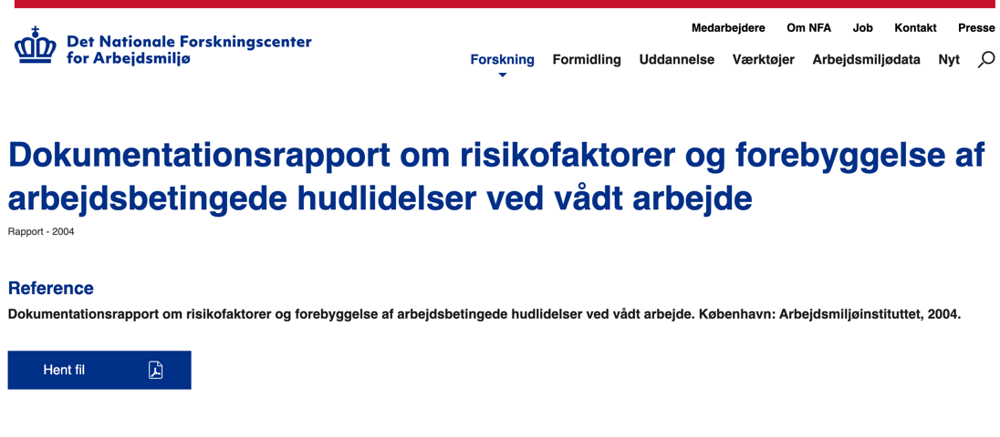 Medarbejdere Om NFA Job Kontakt Presse
Det Nationale Forskningscenter
for Arbejdsmiljø
Forskning Formidling Uddannelse Værktøjer Arbejdsmiljødata Nyt
Dokumentationsrapport om risikofaktorer og forebyggelse af
arbejdsbetingede hudlidelser ved vådt arbejde
Rapport - 2004
Reference
Dokumentationsrapport om risikofaktorer og forebyggelse af arbejdsbetingede hudlidelser ved vådt arbejde. København: Arbejdsmiljøinstituttet, 2004.
Hent fil